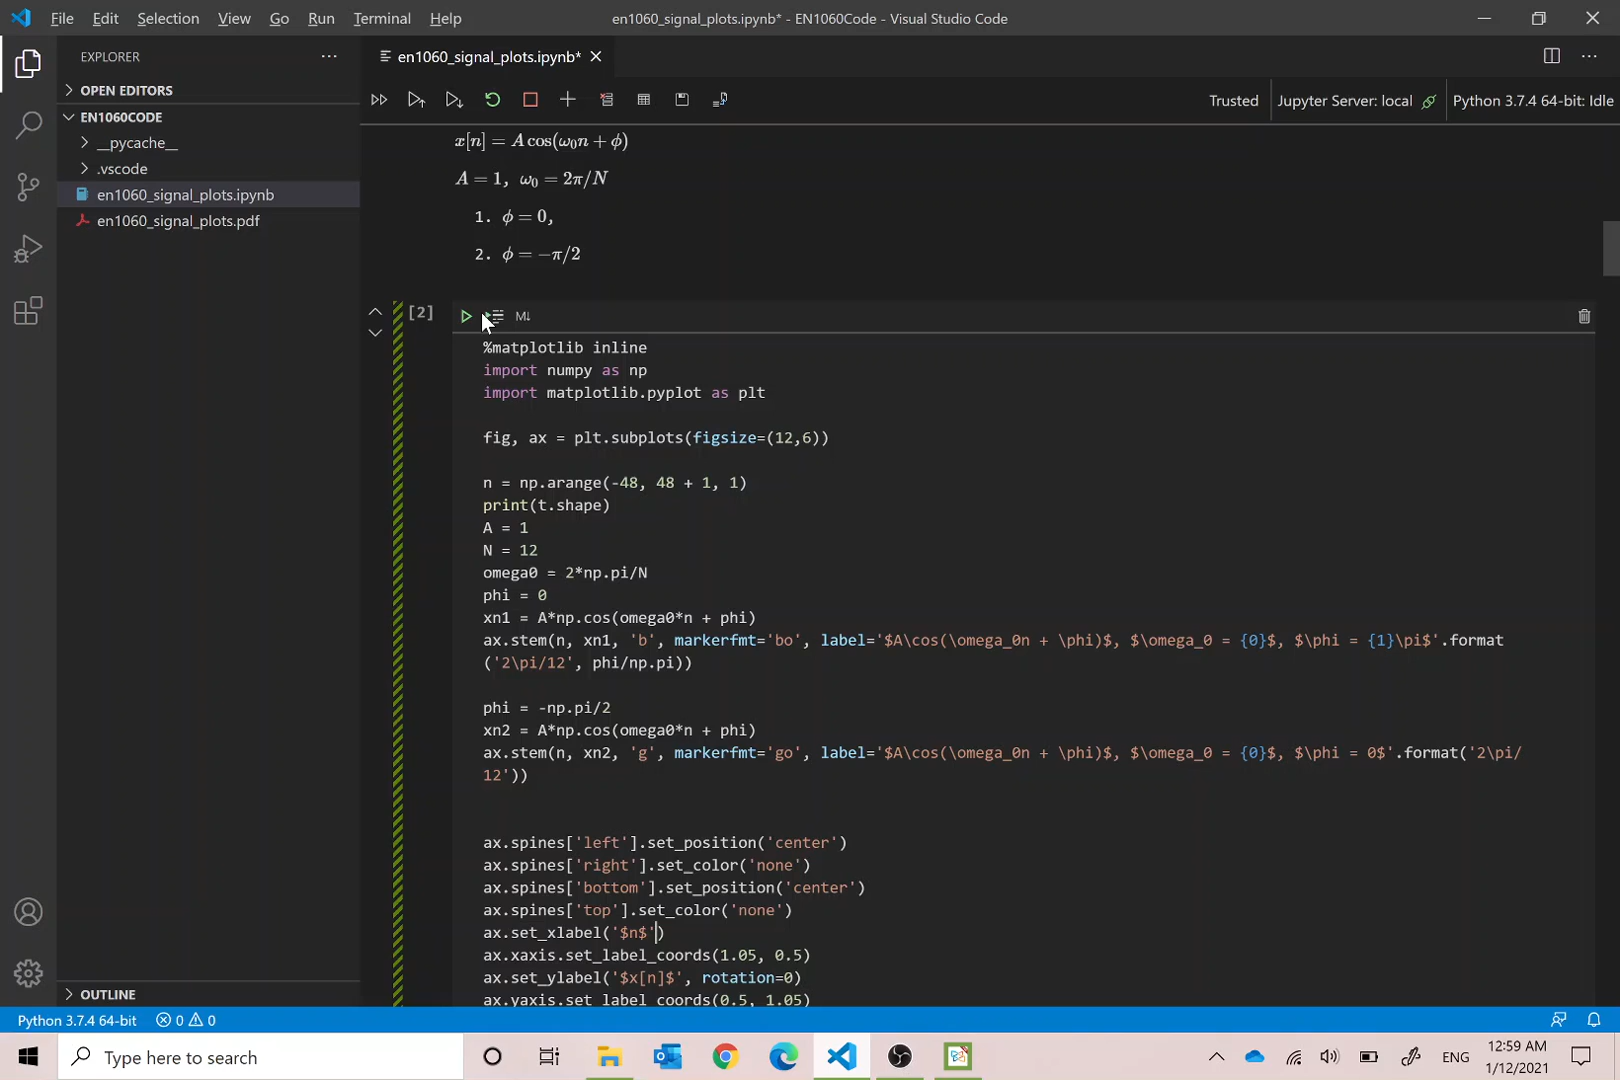 File Edit Selection View Go Run Terminal Help
en1060_signal_plots.ipynb* - EN1060Code - Visual Studio Code
EXPLORER
OPEN EDITORS
EN1060CODE
__pycache__
.vscode
en1060_signal_plots.ipynb
en1060_signal_plots.pdf
OUTLINE
en1060_signal_plots.ipynb*
Trusted
Jupyter Server: local
Python 3.7.4 64-bit: Idle
x[n] = A cos(ω₀n + ϕ)
A = 1, ω₀ = 2π/N
1. ϕ = 0,
2. ϕ = −π/2
[2]
M↓
%matplotlib inline
import numpy as np
import matplotlib.pyplot as plt
fig, ax = plt.subplots(figsize=(12,6))
n = np.arange(-48, 48 + 1, 1)
print(t.shape)
A = 1
N = 12
omega0 = 2*np.pi/N
phi = 0
xn1 = A*np.cos(omega0*n + phi)
ax.stem(n, xn1, 'b', markerfmt='bo', label='$A\cos(\omega_0n + \phi)$, $\omega_0 = {0}$, $\phi = {1}\pi$'.format
('2\pi/12', phi/np.pi))
phi = -np.pi/2
xn2 = A*np.cos(omega0*n + phi)
ax.stem(n, xn2, 'g', markerfmt='go', label='$A\cos(\omega_0n + \phi)$, $\omega_0 = {0}$, $\phi = 0$'.format('2\pi/
12'))
ax.spines['left'].set_position('center')
ax.spines['right'].set_color('none')
ax.spines['bottom'].set_position('center')
ax.spines['top'].set_color('none')
ax.set_xlabel('$n$')
ax.xaxis.set_label_coords(1.05, 0.5)
ax.set_ylabel('$x[n]$', rotation=0)
ax.yaxis.set_label_coords(0.5, 1.05)
Python 3.7.4 64-bit
0
0
Type here to search
ENG
12:59 AM
1/12/2021